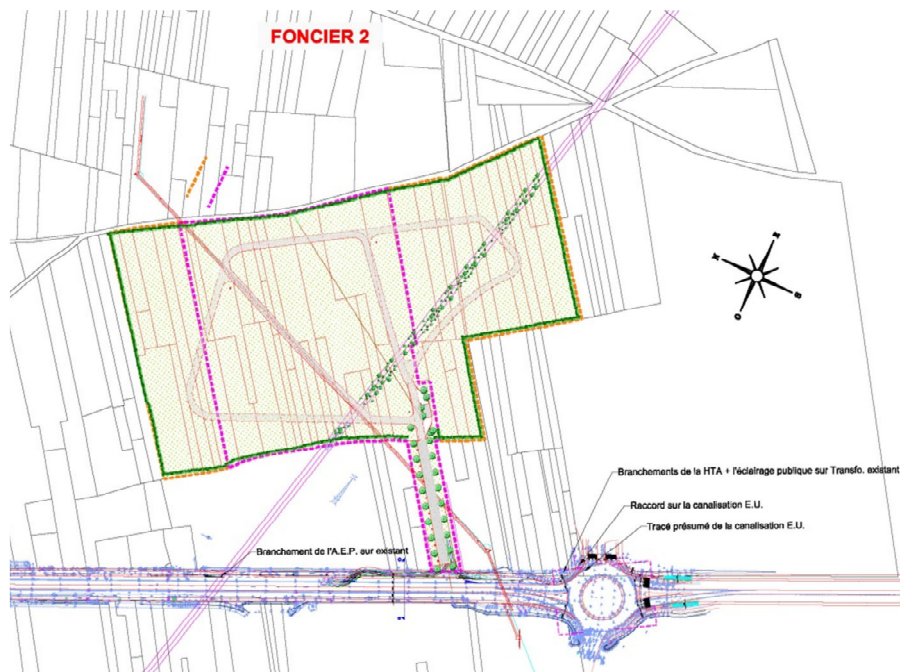 FONCIER 2
Branchements de la HTA + l'éclairage publique sur Transfo. existant
Raccord sur la canalisation E.U.
Tracé présumé de la canalisation E.U.
Branchement de l'A.E.P. sur existant